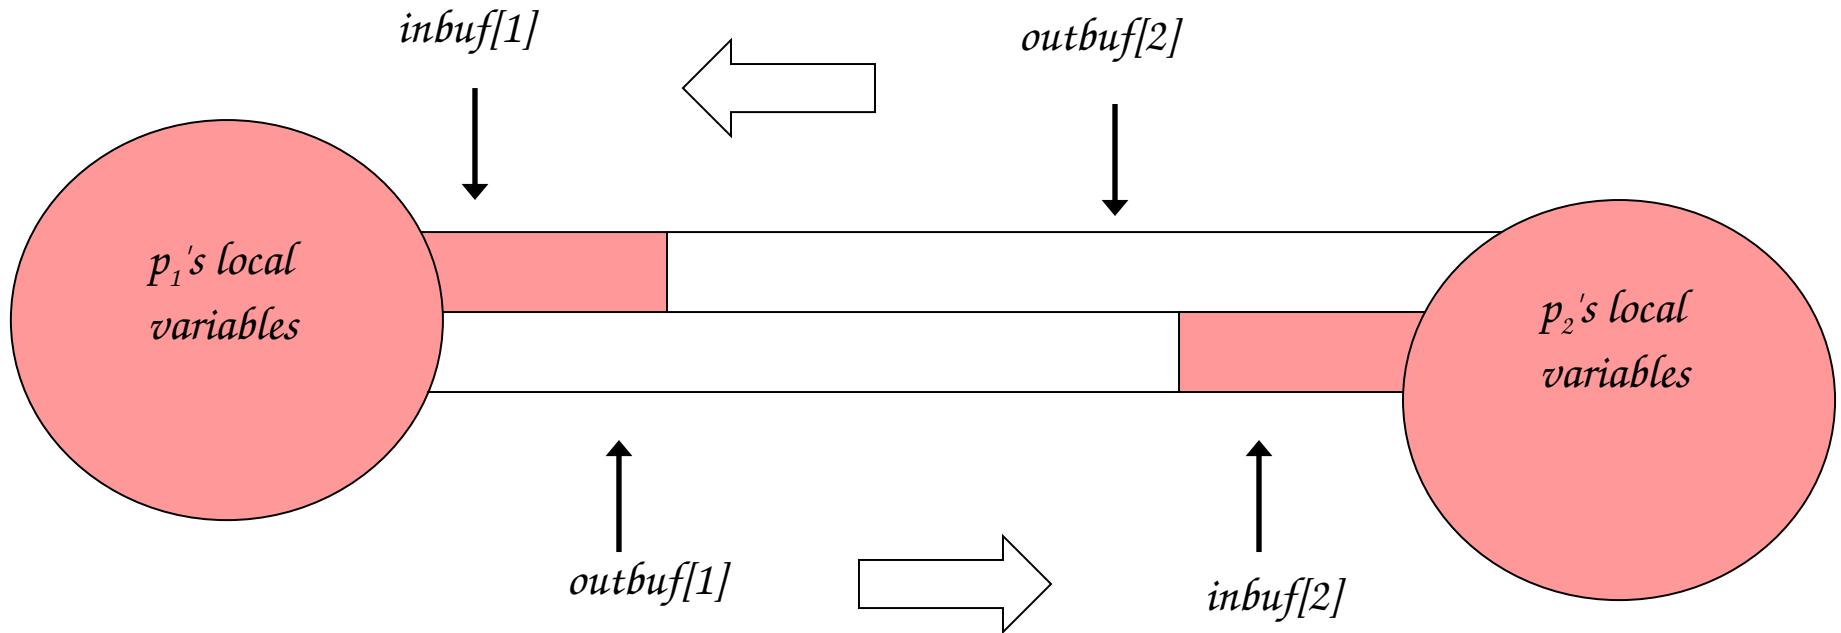 inbuf[1]
outbuf[2]
p₁'s local
variables
p₂'s local
variables
outbuf[1]
inbuf[2]